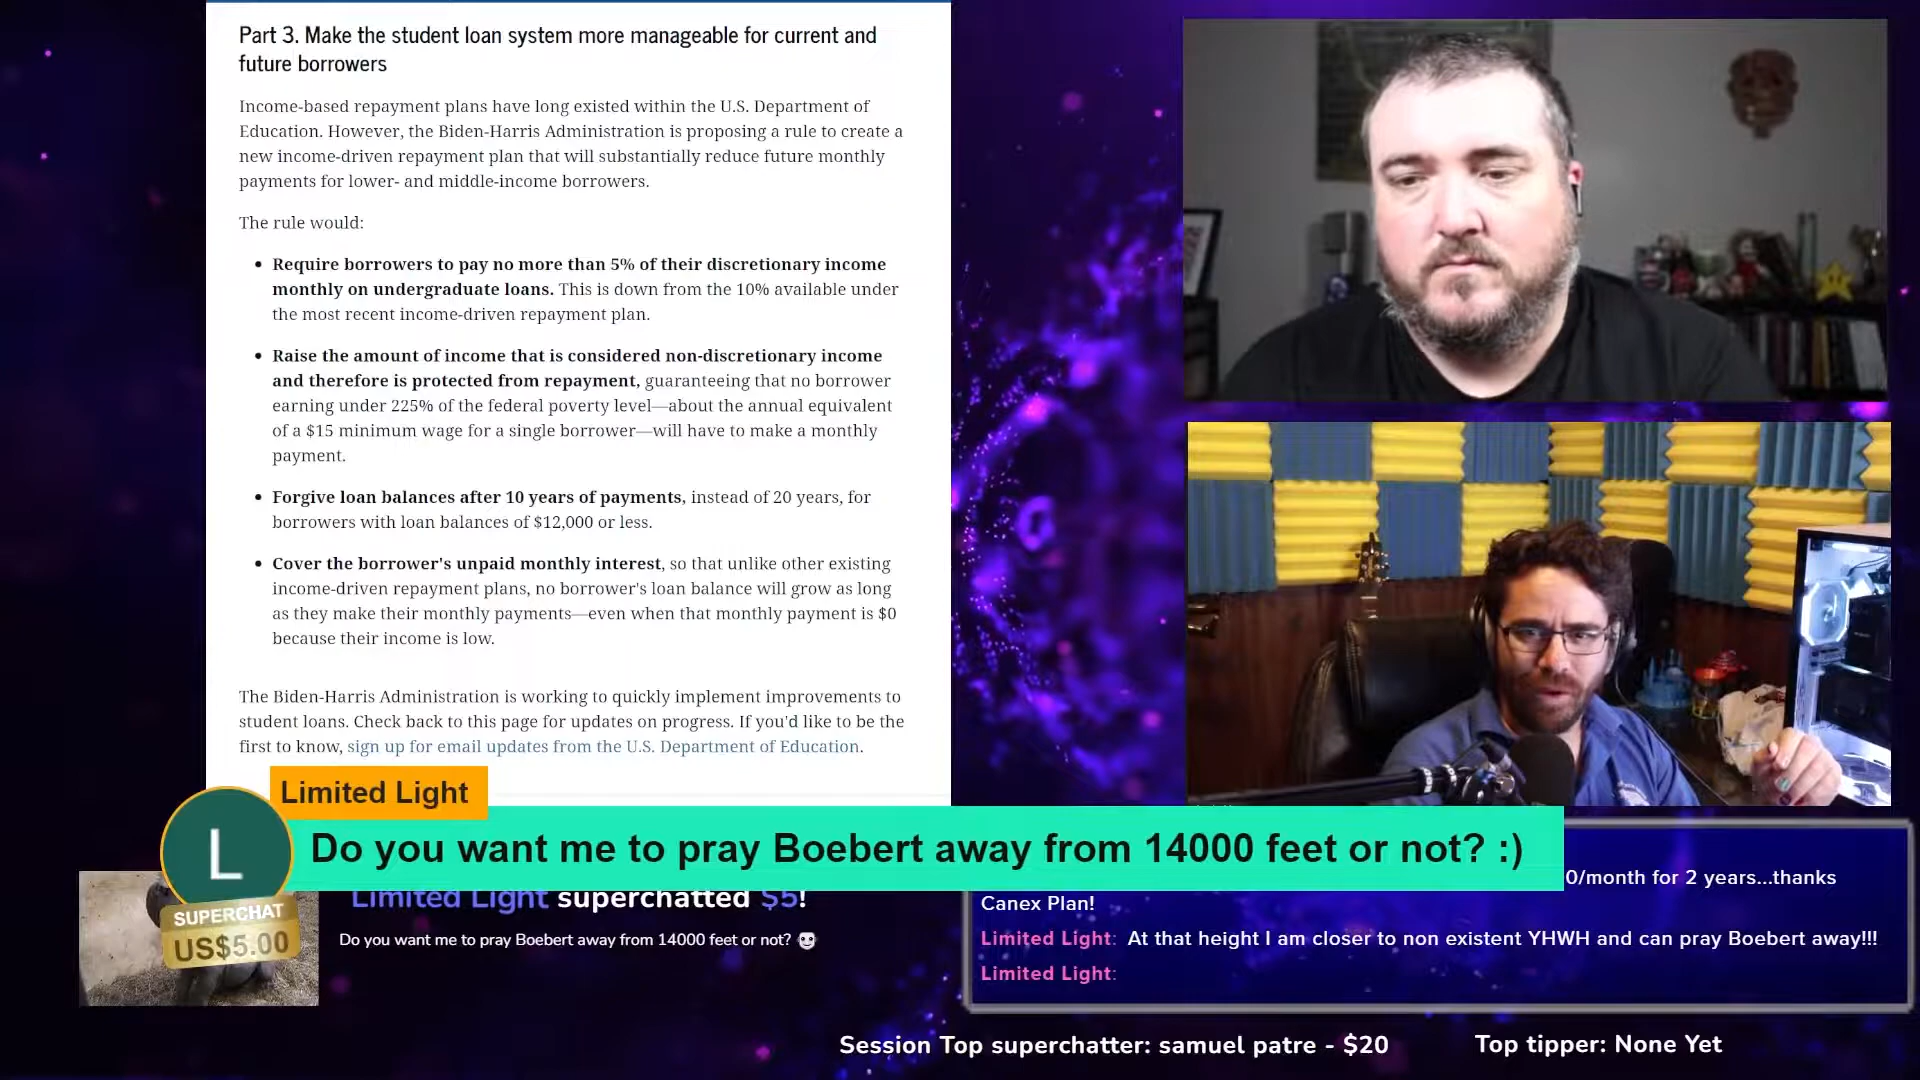 Part 3. Make the student loan system more manageable for current and
future borrowers
Income-based repayment plans have long existed within the U.S. Department of
Education. However, the Biden-Harris Administration is proposing a rule to create a
new income-driven repayment plan that will substantially reduce future monthly
payments for lower- and middle-income borrowers.
The rule would:
• Require borrowers to pay no more than 5% of their discretionary income
monthly on undergraduate loans. This is down from the 10% available under
the most recent income-driven repayment plan.
• Raise the amount of income that is considered non-discretionary income
and therefore is protected from repayment, guaranteeing that no borrower
earning under 225% of the federal poverty level—about the annual equivalent
of a $15 minimum wage for a single borrower—will have to make a monthly
payment.
• Forgive loan balances after 10 years of payments, instead of 20 years, for
borrowers with loan balances of $12,000 or less.
• Cover the borrower's unpaid monthly interest, so that unlike other existing
income-driven repayment plans, no borrower's loan balance will grow as long
as they make their monthly payments—even when that monthly payment is $0
because their income is low.
The Biden-Harris Administration is working to quickly implement improvements to
student loans. Check back to this page for updates on progress. If you'd like to be the
first to know, sign up for email updates from the U.S. Department of Education.
Limited Light
L
Do you want me to pray Boebert away from 14000 feet or not? :)
SUPERCHAT
US$5.00
Limited Light superchatted $5!
Do you want me to pray Boebert away from 14000 feet or not?
0/month for 2 years...thanks
Canex Plan!
Limited Light: At that height I am closer to non existent YHWH and can pray Boebert away!!!
Limited Light:
Session Top superchatter: samuel patre - $20
Top tipper: None Yet